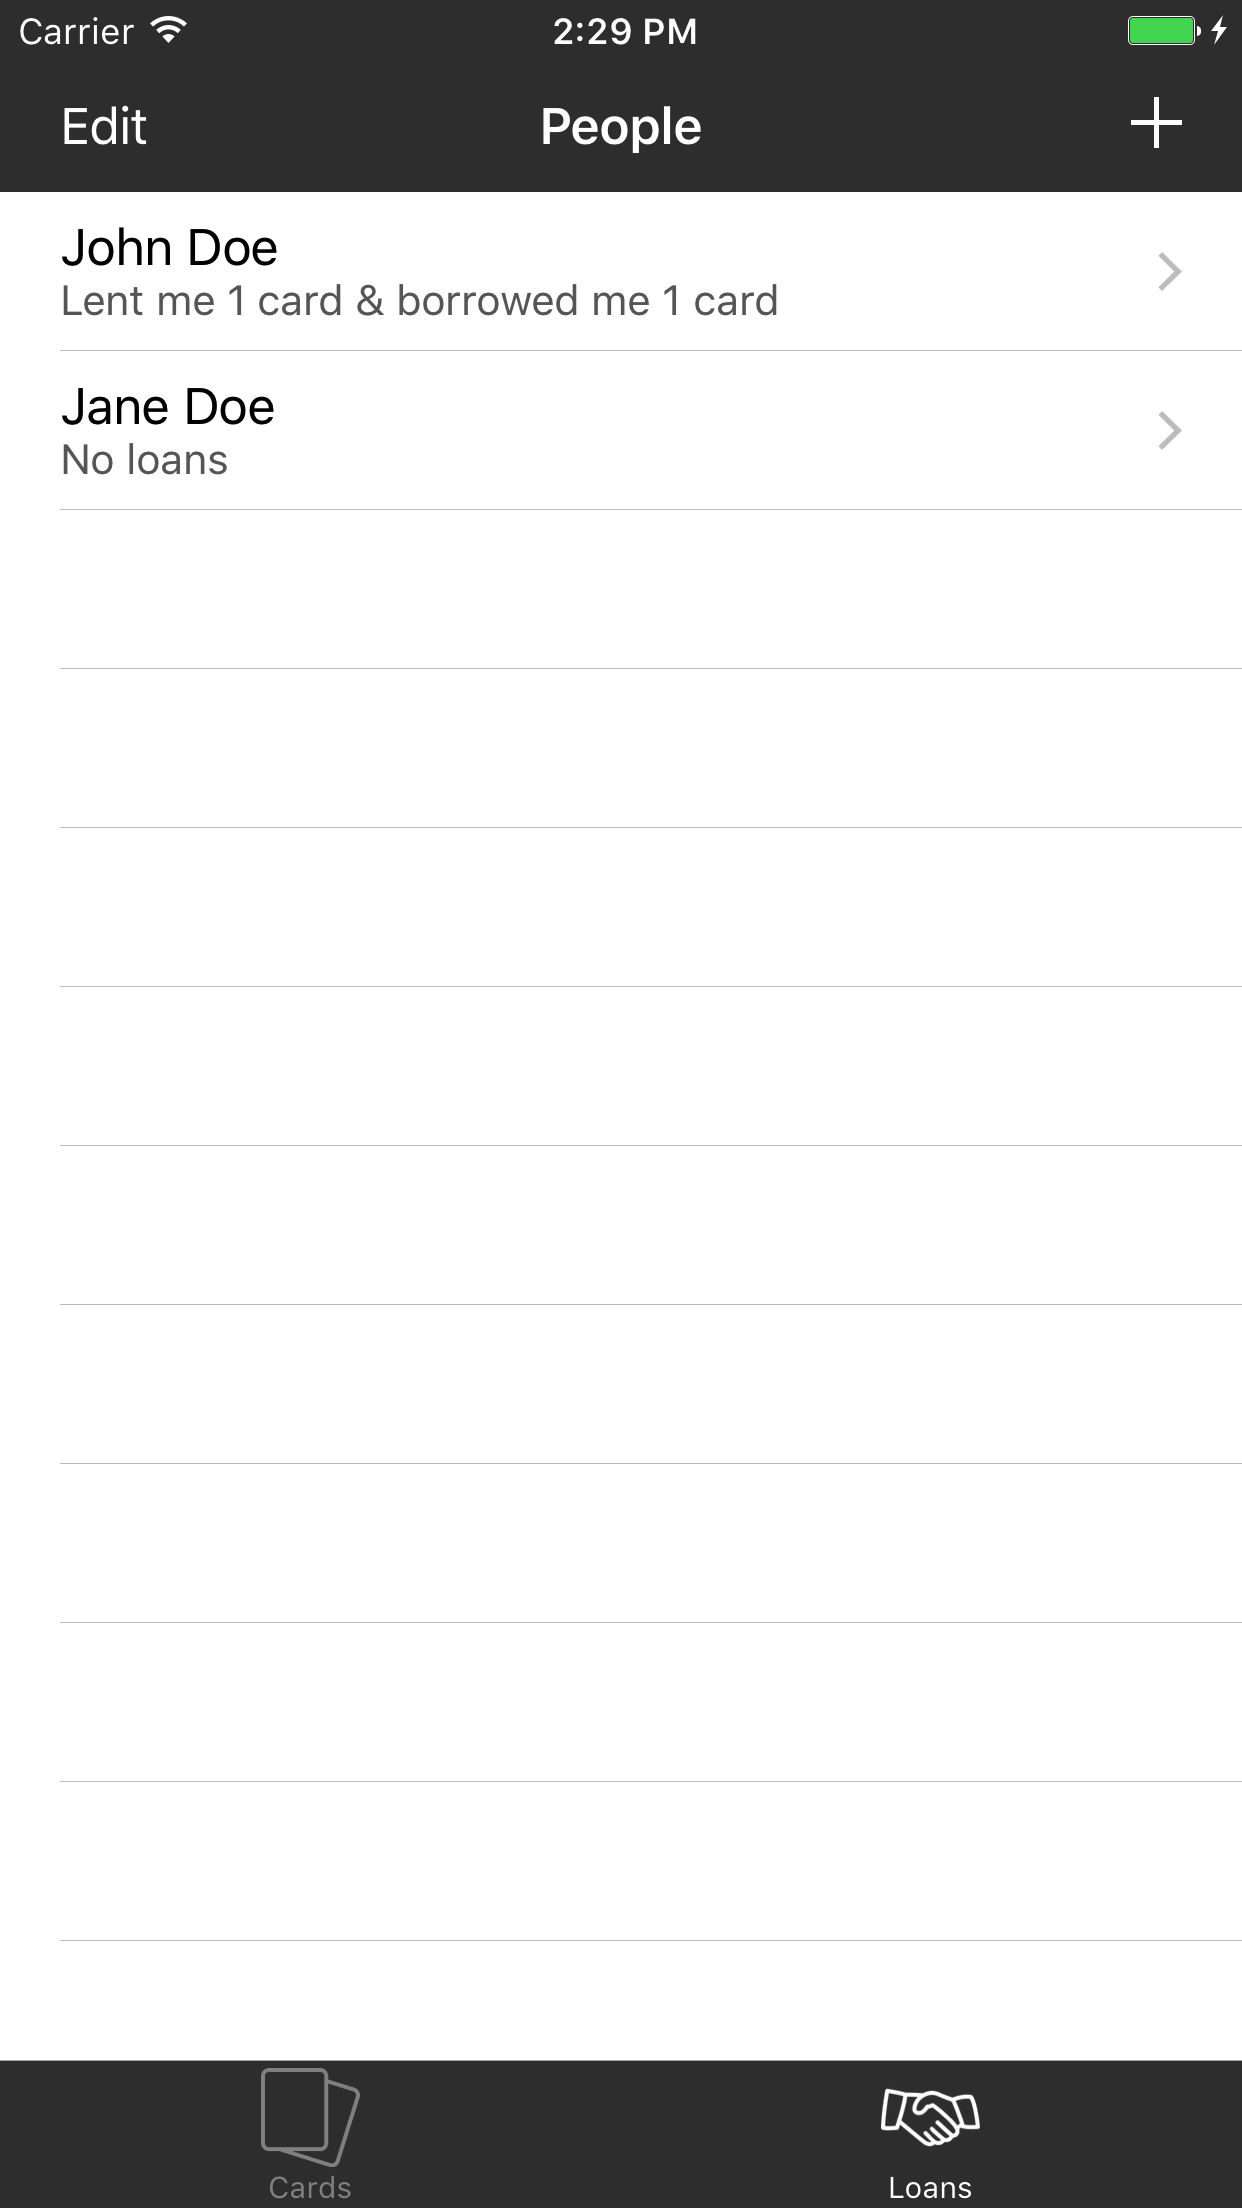 Carrier
2:29 PM
Edit
People
John Doe
Lent me 1 card & borrowed me 1 card
Jane Doe
No loans
Cards
Loans